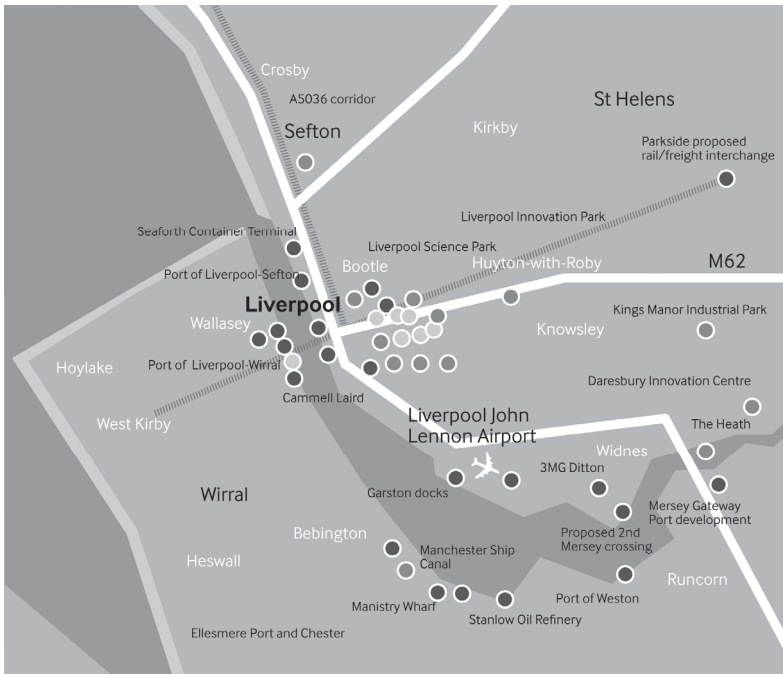 Crosby
A5036 corridor
St Helens
Sefton
Kirkby
Parkside proposed
rail/freight interchange
Liverpool Innovation Park
Seaforth Container Terminal
Liverpool Science Park
Bootle
Huyton-with-Roby
M62
Port of Liverpool-Sefton
Liverpool
Kings Manor Industrial Park
Wallasey
Knowsley
Hoylake
Port of Liverpool-Wirral
Daresbury Innovation Centre
Cammell Laird
West Kirby
Liverpool John
Lennon Airport
The Heath
Widnes
3MG Ditton
Garston docks
Wirral
Mersey Gateway
Port development
Proposed 2nd
Mersey crossing
Bebington
Manchester Ship
Canal
Heswall
Runcorn
Port of Weston
Manistry Wharf
Stanlow Oil Refinery
Ellesmere Port and Chester